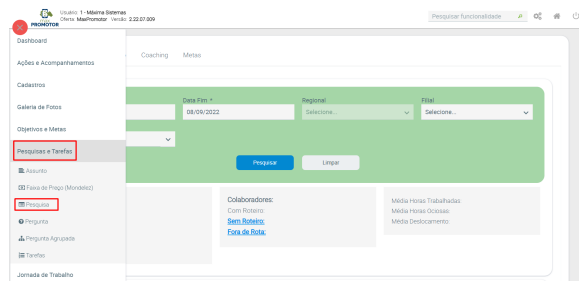 Usuário: 1 - Máxima Sistemas
Oferta MaxPromotor Versão 2.22.07.009
PROMOTOR
Pesquisar funcionalidade
Dashboard
Ações e Acompanhamentos
Cadastros
Galeria de Fotos
Objetivos e Metas
Pesquisas e Tarefas
Assunto
Faixa de Preço (Mondelez)
Pesquisa
Pergunta
Pergunta Agrupada
Tarefas
Jornada de Trabalho
Coaching Metas
Data Fim * Regional Filial
08/09/2022 Selecione... Selecione...
Pesquisar Limpar
Colaboradores:
Com Roteiro:
Sem Roteiro:
Fora de Rota:
Média Horas Trabalhadas
Média Horas Ociosas
Média Deslocamento